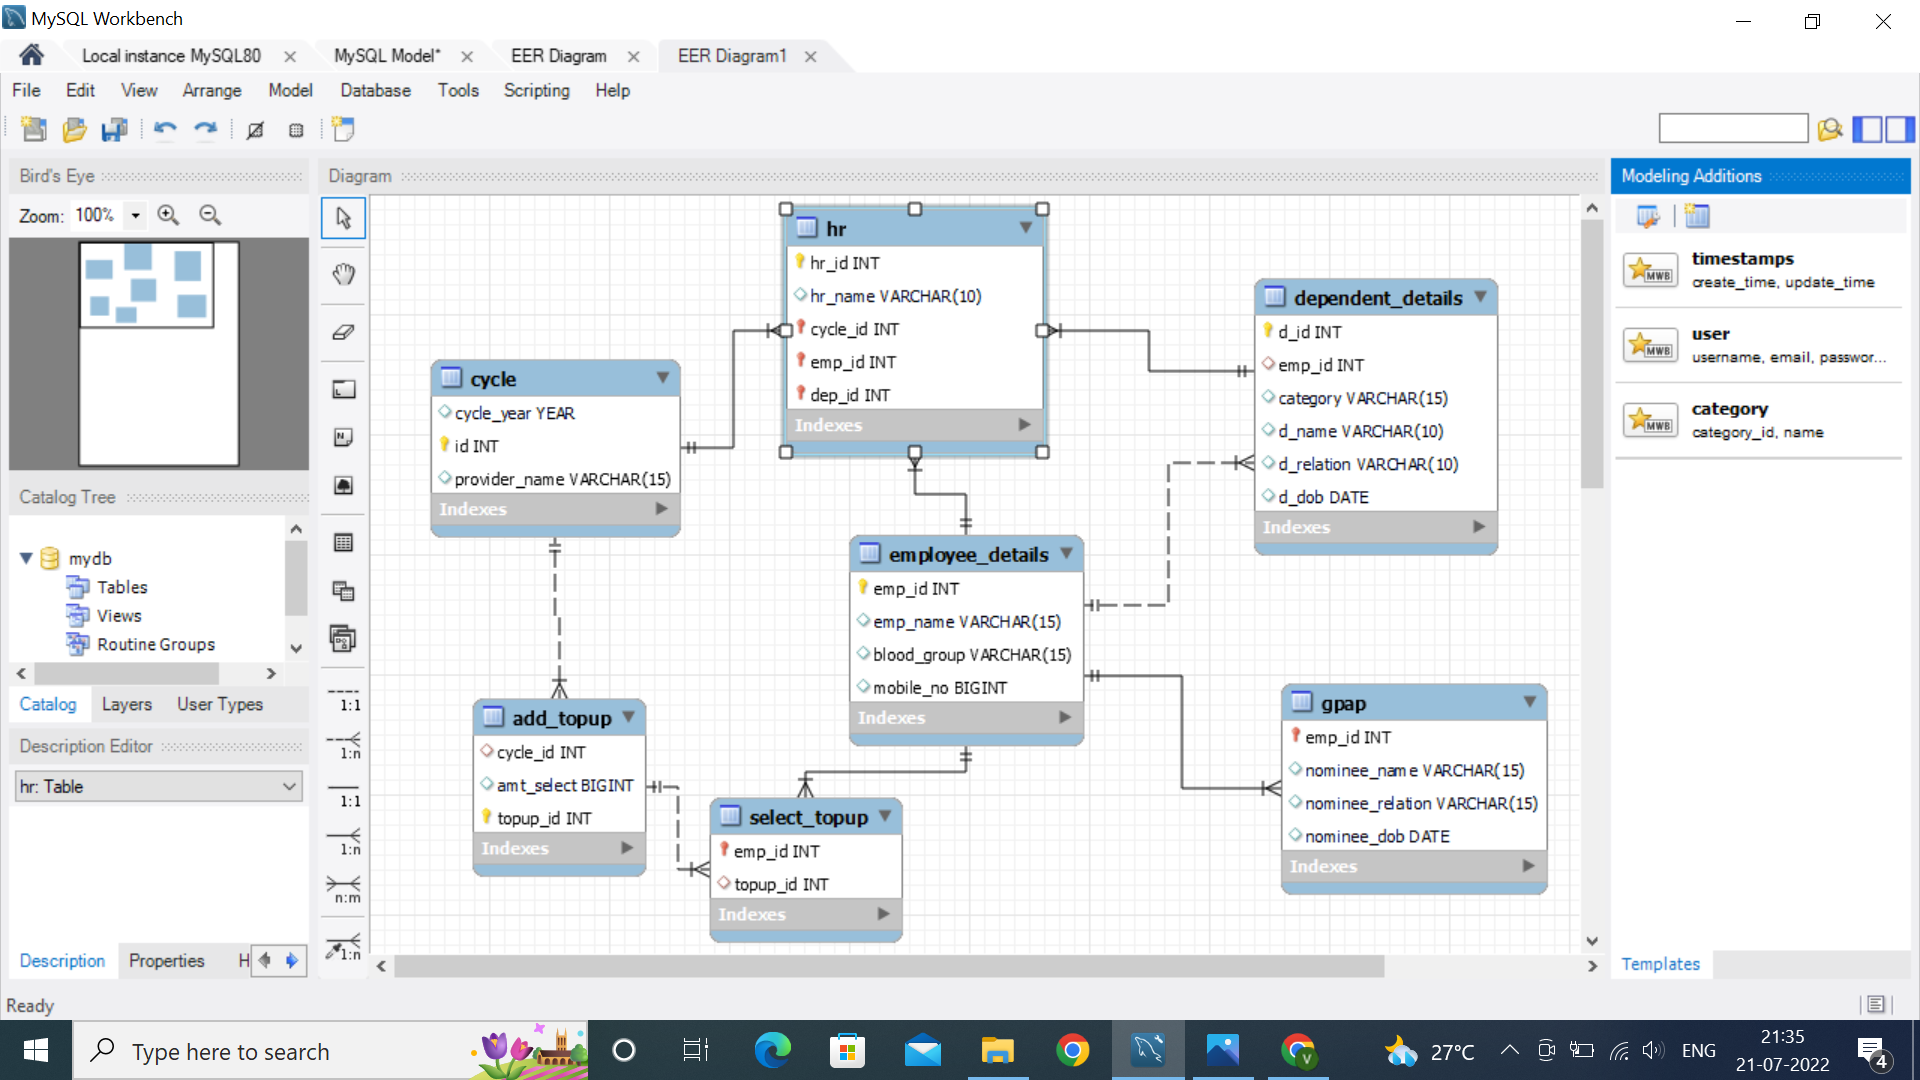 MySQL Workbench
Local instance MySQL80
MySQL Model*
EER Diagram
EER Diagram1
File Edit View Arrange Model Database Tools Scripting Help
Bird's Eye
Zoom: 100%
Catalog Tree
mydb
Tables
Views
Routine Groups
Catalog Layers User Types
Description Editor
hr: Table
Description Properties H
Ready
Diagram
1:1
1:n
1:1
1:n
n:m
1:n
hr
hr_id INT
hr_name VARCHAR(10)
cycle_id INT
emp_id INT
dep_id INT
Indexes
cycle
cycle_year YEAR
id INT
provider_name VARCHAR(15)
Indexes
dependent_details
d_id INT
emp_id INT
category VARCHAR(15)
d_name VARCHAR(10)
d_relation VARCHAR(10)
d_dob DATE
Indexes
employee_details
emp_id INT
emp_name VARCHAR(15)
blood_group VARCHAR(15)
mobile_no BIGINT
Indexes
add_topup
cycle_id INT
amt_select BIGINT
topup_id INT
Indexes
select_topup
emp_id INT
topup_id INT
Indexes
gpap
emp_id INT
nominee_name VARCHAR(15)
nominee_relation VARCHAR(15)
nominee_dob DATE
Indexes
Modeling Additions
MWB
timestamps
create_time, update_time
MWB
user
username, email, passwor...
MWB
category
category_id, name
Templates
Type here to search
V
27°C
ENG
21:35
21-07-2022
4